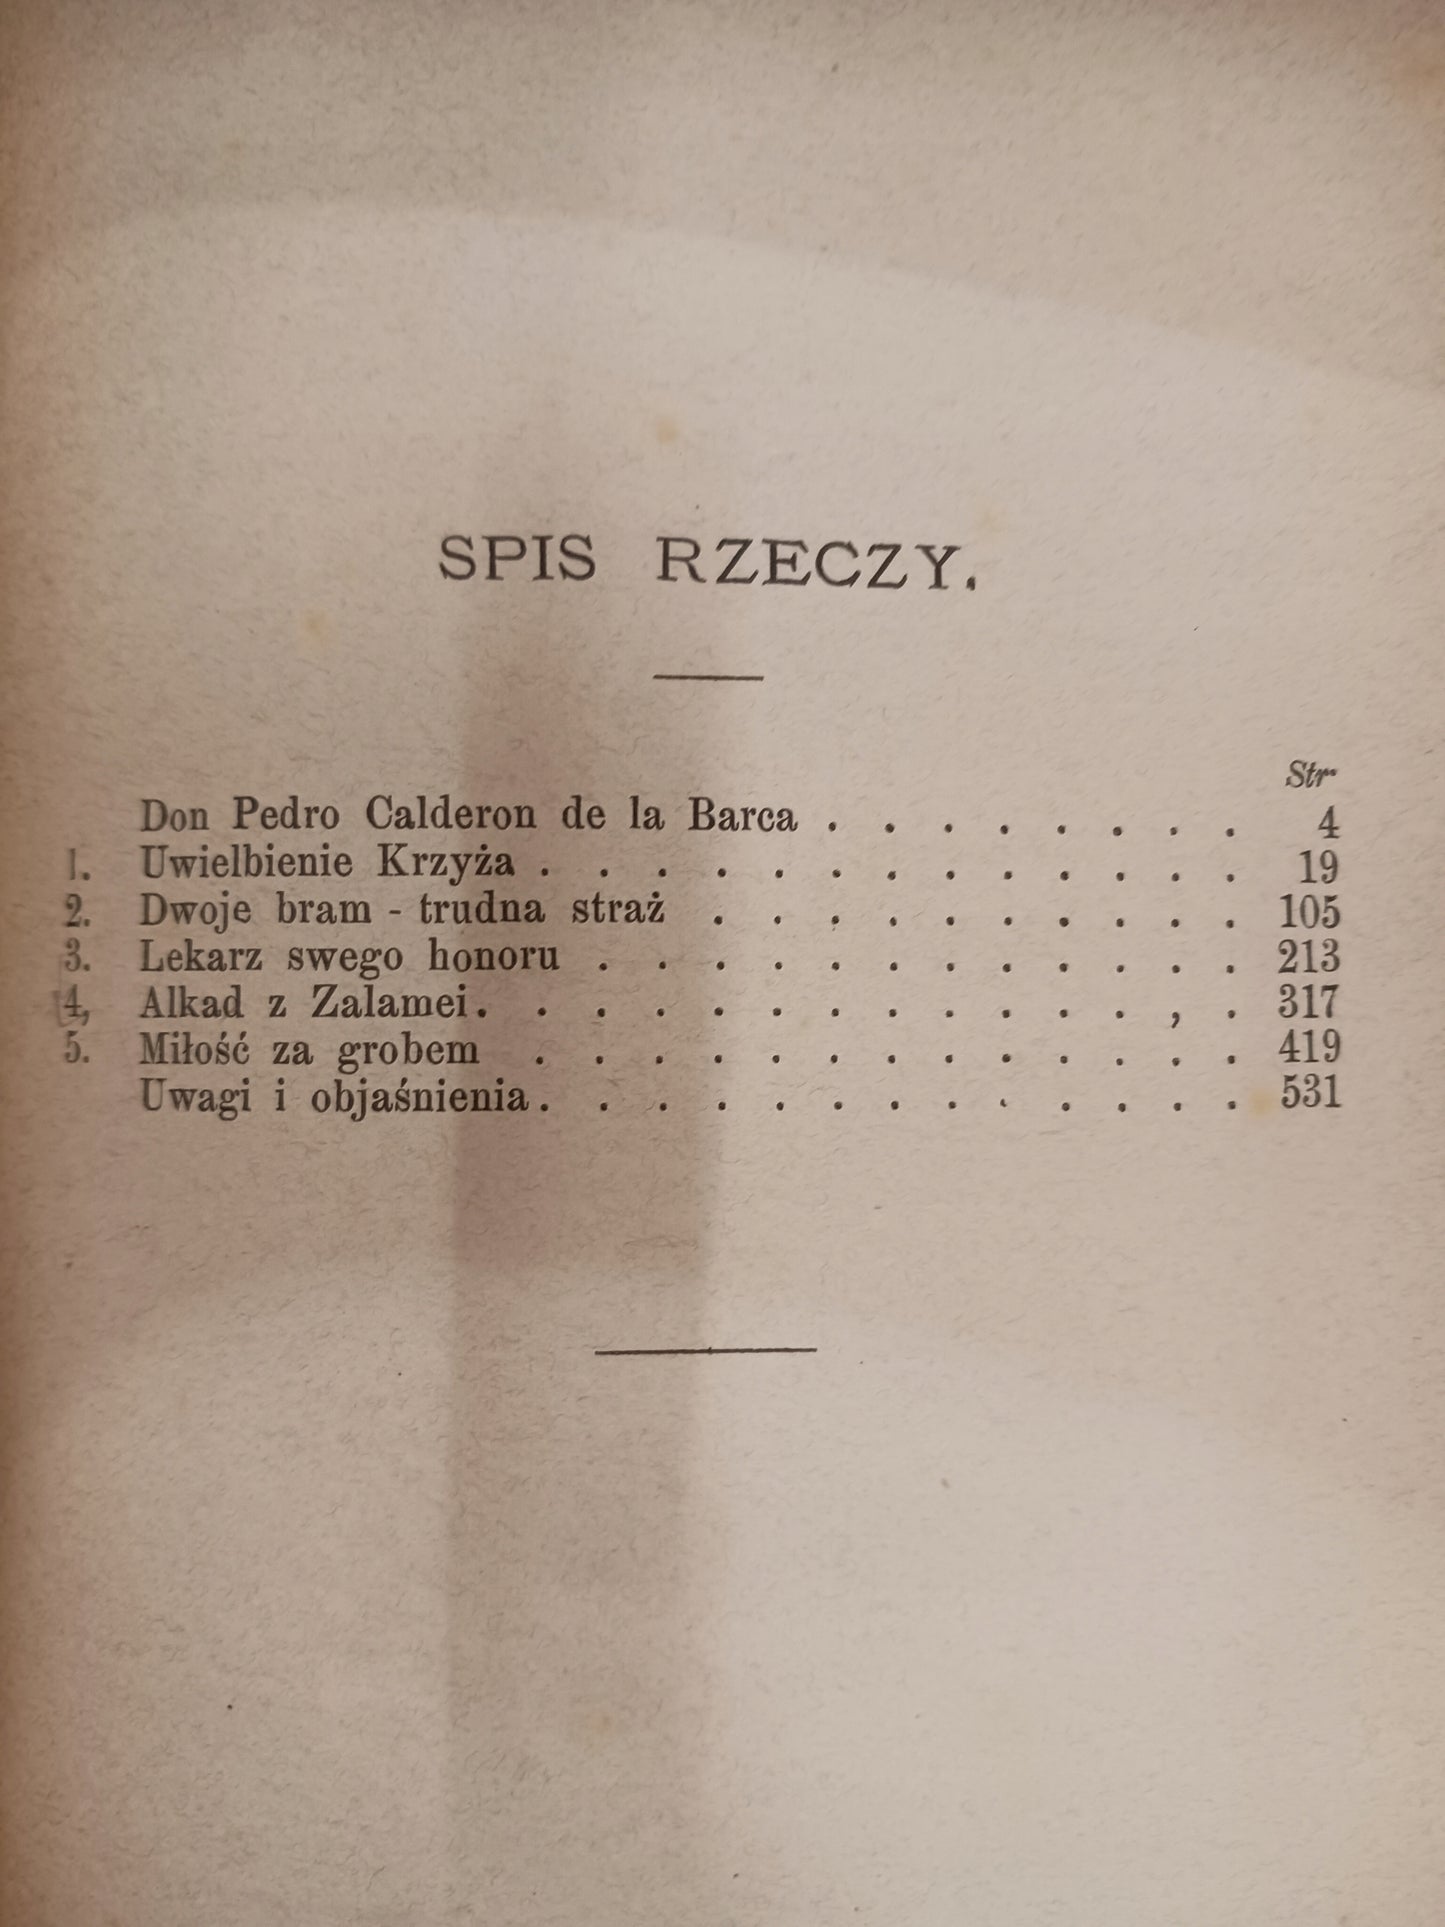 SPIS RZECZY.
Str
Don Pedro Calderon de la Barca . . . . . . . . 4
1. Uwielbienie Krzyża . . . . . . . . . . . . . 19
2. Dwoje bram - trudna straż . . . . . . . . . . 105
3. Lekarz swego honoru . . . . . . . . . . . . 213
4, Alkad z Zalamei. . . . . . . . . . . . , . 317
5. Miłość za grobem . . . . . . . . . . . . . 419
Uwagi i objaśnienia. . . . . . . . . . . . . 531